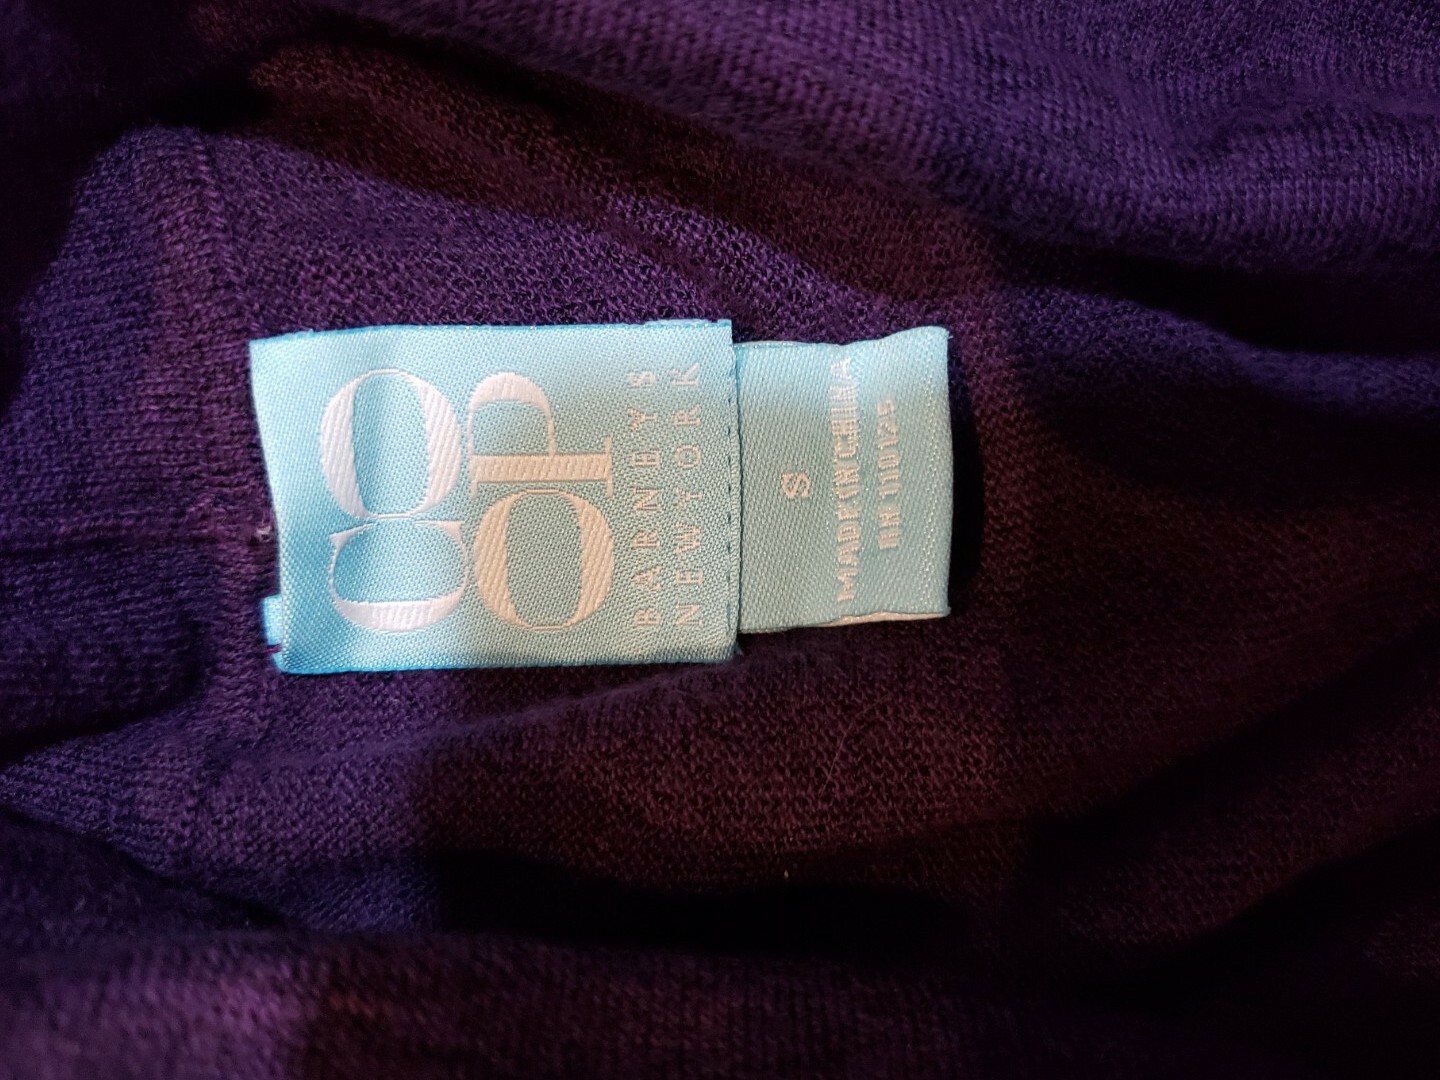 CO
OP
BARNEYS
NEW YORK
S
MADE IN CHINA
RN 110125